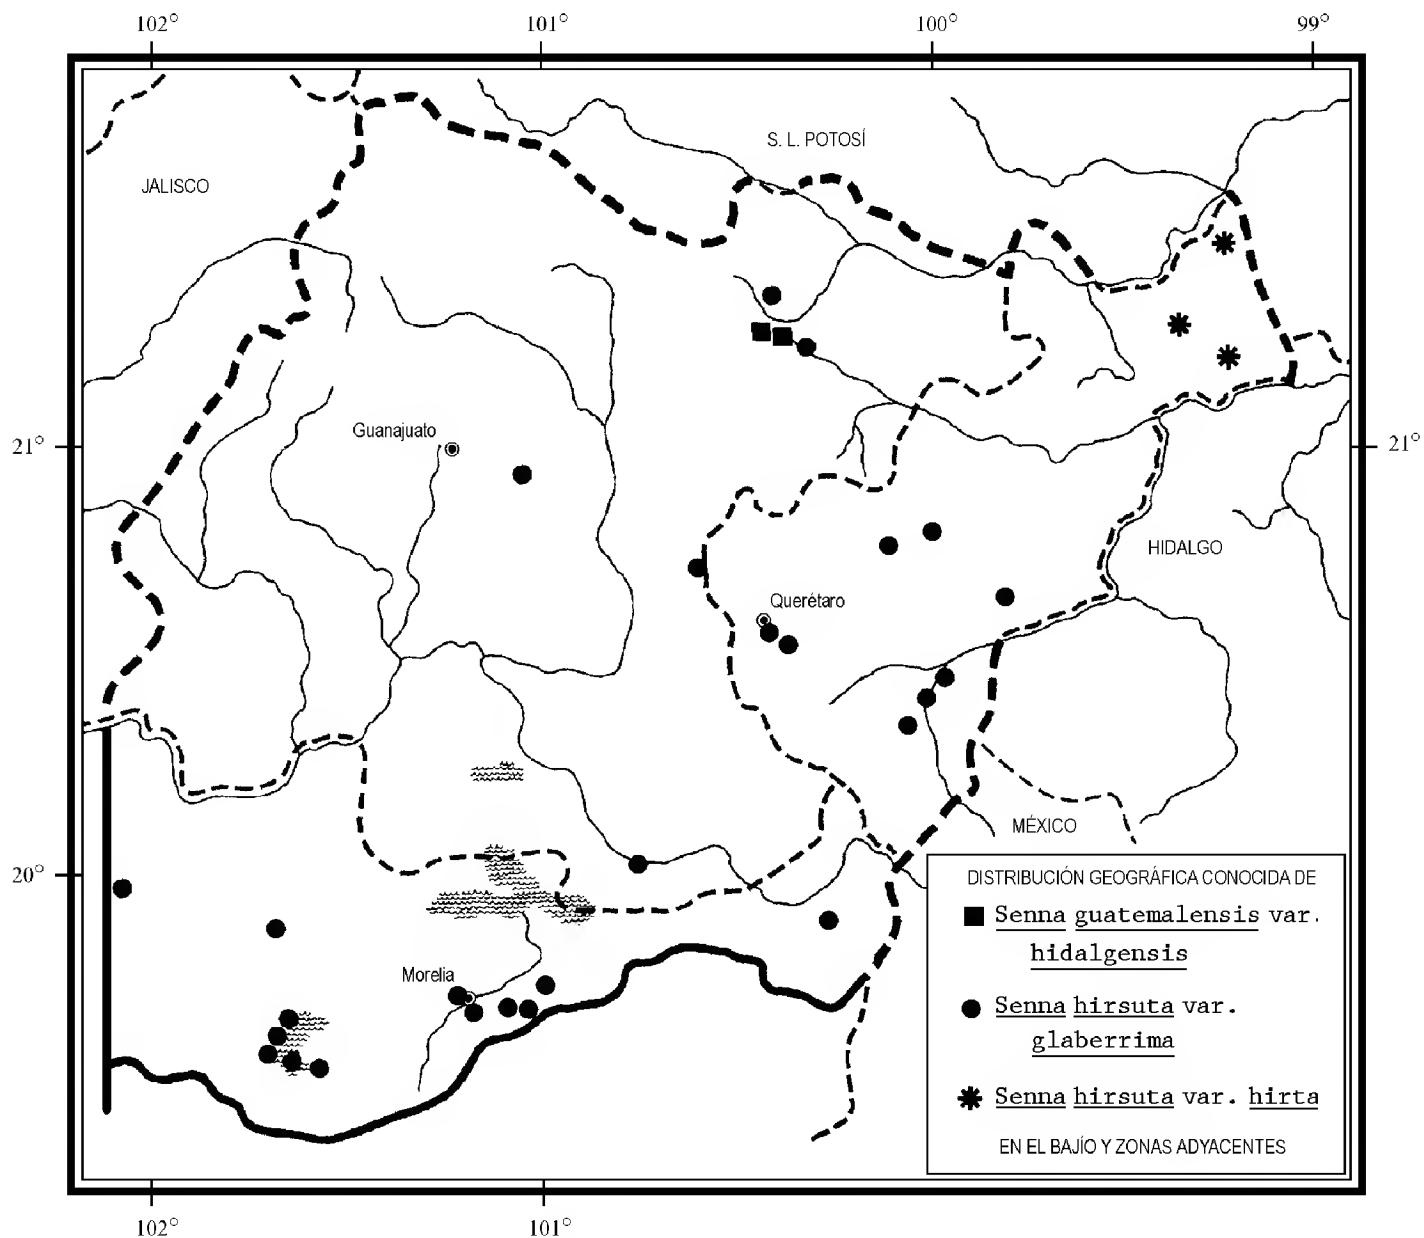 102° 101° 100° 99°
S. L. POTOSÍ
JALISCO
Guanajuato
21° 21°
HIDALGO
Querétaro
MÉXICO
20°
DISTRIBUCIÓN GEOGRÁFICA CONOCIDA DE
Senna guatemalensis var.
hidalgensis
Morelia
Senna hirsuta var.
glaberrima
Senna hirsuta var. hirta
EN EL BAJÍO Y ZONAS ADYACENTES
102° 101°